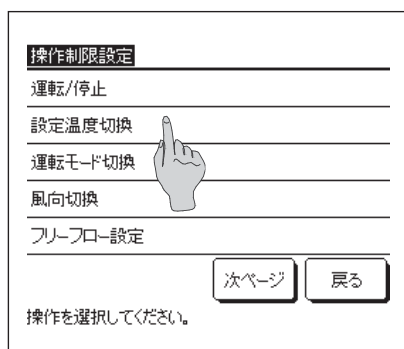 操作制限設定
運転/停止
設定温度切換
運転モード切換
風向切換
フリーフロー設定
次ページ 戻る
操作を選択してください。